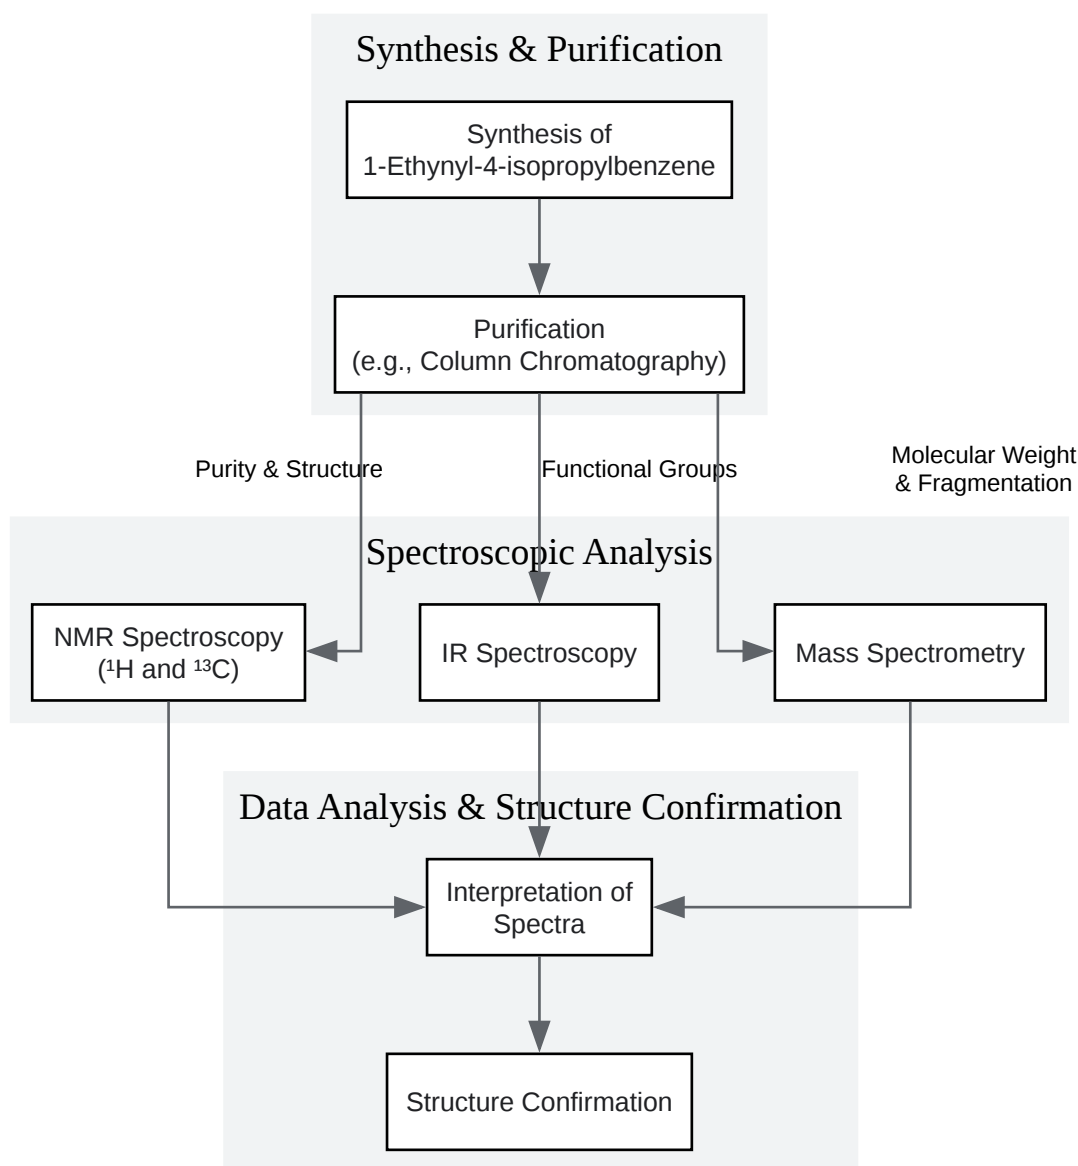 Synthesis & Purification
Synthesis of
1-Ethynyl-4-isopropylbenzene
Purification
(e.g., Column Chromatography)
Purity & Structure
Functional Groups
Molecular Weight
& Fragmentation
Spectroscopic Analysis
NMR Spectroscopy
(¹H and ¹³C)
IR Spectroscopy
Mass Spectrometry
Data Analysis & Structure Confirmation
Interpretation of
Spectra
Structure Confirmation